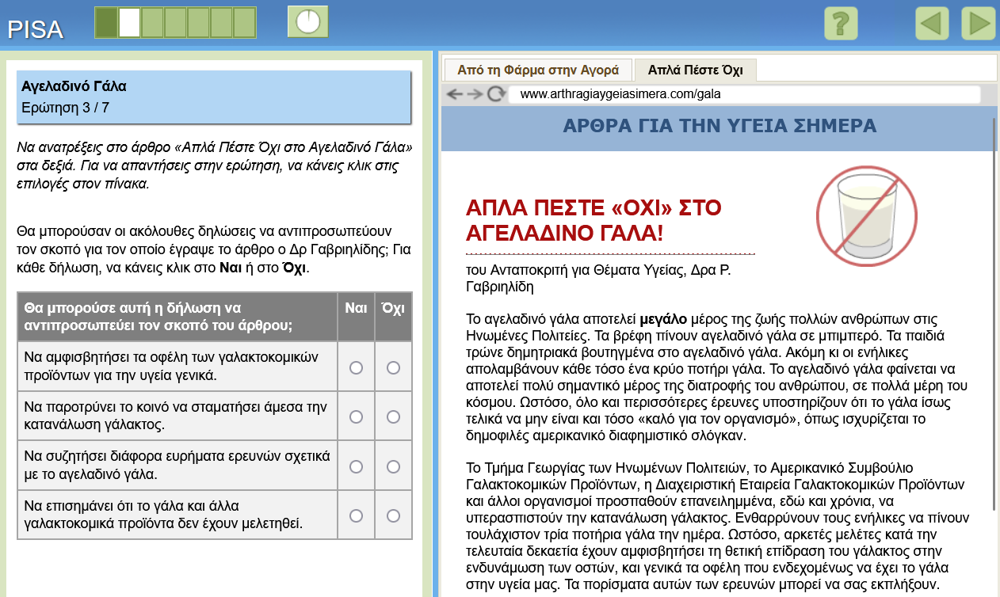 PISA
?
Αγελαδινό Γάλα
Ερώτηση 3 / 7
Να ανατρέξεις στο άρθρο «Απλά Πέστε Όχι στο Αγελαδινό Γάλα»
στα δεξιά. Για να απαντήσεις στην ερώτηση, να κάνεις κλικ στις
επιλογές στον πίνακα.
Θα μπορούσαν οι ακόλουθες δηλώσεις να αντιπροσωπεύουν
τον σκοπό για τον οποίο έγραψε το άρθρο ο Δρ Γαβριηλίδης; Για
κάθε δήλωση, να κάνεις κλικ στο Ναι ή στο Όχι.
Θα μπορούσε αυτή η δήλωση να
αντιπροσωπεύει τον σκοπό του άρθρου;
Ναι
Όχι
Να αμφισβητήσει τα οφέλη των γαλακτοκομικών
προϊόντων για την υγεία γενικά.
Να παροτρύνει το κοινό να σταματήσει άμεσα την
κατανάλωση γάλακτος.
Να συζητήσει διάφορα ευρήματα ερευνών σχετικά
με το αγελαδινό γάλα.
Να επισημάνει ότι το γάλα και άλλα
γαλακτοκομικά προϊόντα δεν έχουν μελετηθεί.
Από τη Φάρμα στην Αγορά
Απλά Πέστε Όχι
www.arthragiaygeiasimera.com/gala
ΑΡΘΡΑ ΓΙΑ ΤΗΝ ΥΓΕΙΑ ΣΗΜΕΡΑ
ΑΠΛΑ ΠΕΣΤΕ «ΟΧΙ» ΣΤΟ
ΑΓΕΛΑΔΙΝΟ ΓΑΛΑ!
του Ανταποκριτή για Θέματα Υγείας, Δρα Ρ.
Γαβριηλίδη
Το αγελαδινό γάλα αποτελεί μεγάλο μέρος της ζωής πολλών ανθρώπων στις
Ηνωμένες Πολιτείες. Τα βρέφη πίνουν αγελαδινό γάλα σε μπιμπερό. Τα παιδιά
τρώνε δημητριακά βουτηγμένα στο αγελαδινό γάλα. Ακόμη κι οι ενήλικες
απολαμβάνουν κάθε τόσο ένα κρύο ποτήρι γάλα. Το αγελαδινό γάλα φαίνεται να
αποτελεί πολύ σημαντικό μέρος της διατροφής του ανθρώπου, σε πολλά μέρη του
κόσμου. Ωστόσο, όλο και περισσότερες έρευνες υποστηρίζουν ότι το γάλα ίσως
τελικά να μην είναι και τόσο «καλό για τον οργανισμό», όπως ισχυρίζεται το
δημοφιλές αμερικανικό διαφημιστικό σλόγκαν.
Το Τμήμα Γεωργίας των Ηνωμένων Πολιτειών, το Αμερικανικό Συμβούλιο
Γαλακτοκομικών Προϊόντων, η Διαχειριστική Εταιρεία Γαλακτοκομικών Προϊόντων
και άλλοι οργανισμοί προσπαθούν επανειλημμένα, εδώ και χρόνια, να
υπερασπιστούν την κατανάλωση γάλακτος. Ενθαρρύνουν τους ενήλικες να πίνουν
τουλάχιστον τρία ποτήρια γάλα την ημέρα. Ωστόσο, αρκετές μελέτες κατά την
τελευταία δεκαετία έχουν αμφισβητήσει τη θετική επίδραση του γάλακτος στην
ενδυνάμωση των οστών, και γενικά τα οφέλη που ενδεχομένως να έχει το γάλα
στην υγεία μας. Τα πορίσματα αυτών των ερευνών μπορεί να σας εκπλήξουν.